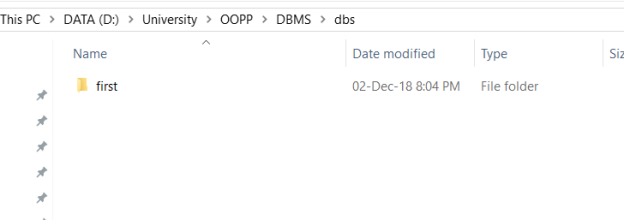 This PC > DATA (D:) > University > OOPP > DBMS > dbs
Name Date modified Type Siz
first 02-Dec-18 8:04 PM File folder